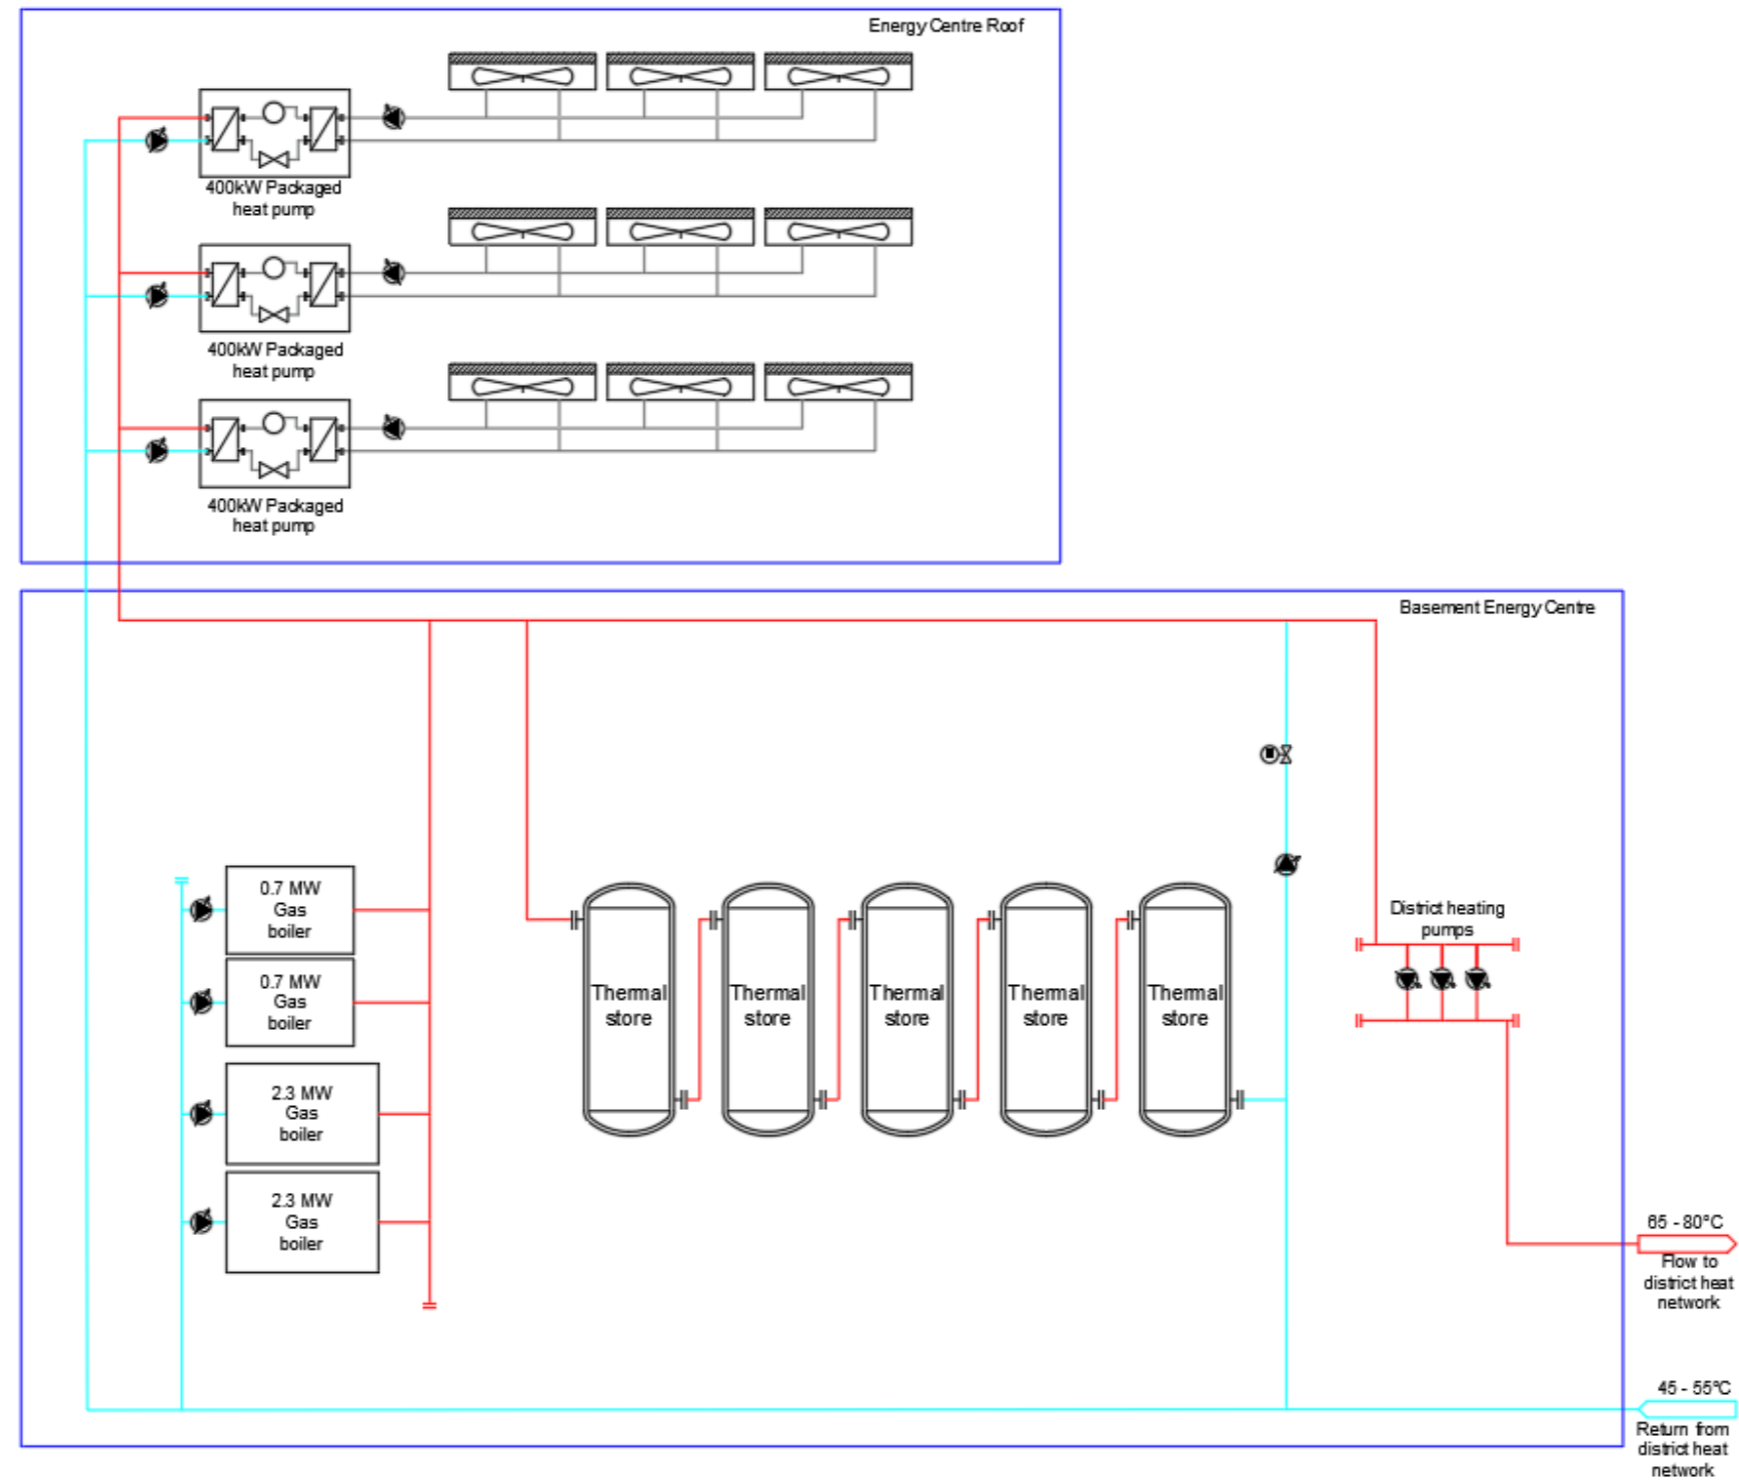 Energy Centre Roof
400kW Packaged
heat pump
400kW Packaged
heat pump
400kW Packaged
heat pump
Basement Energy Centre
0.7 MW
Gas
boiler
0.7 MW
Gas
boiler
2.3 MW
Gas
boiler
2.3 MW
Gas
boiler
Thermal
store
Thermal
store
Thermal
store
Thermal
store
Thermal
store
District heating
pumps
65 - 80°C
Flow to
district heat
network
45 - 55°C
Return from
district heat
network